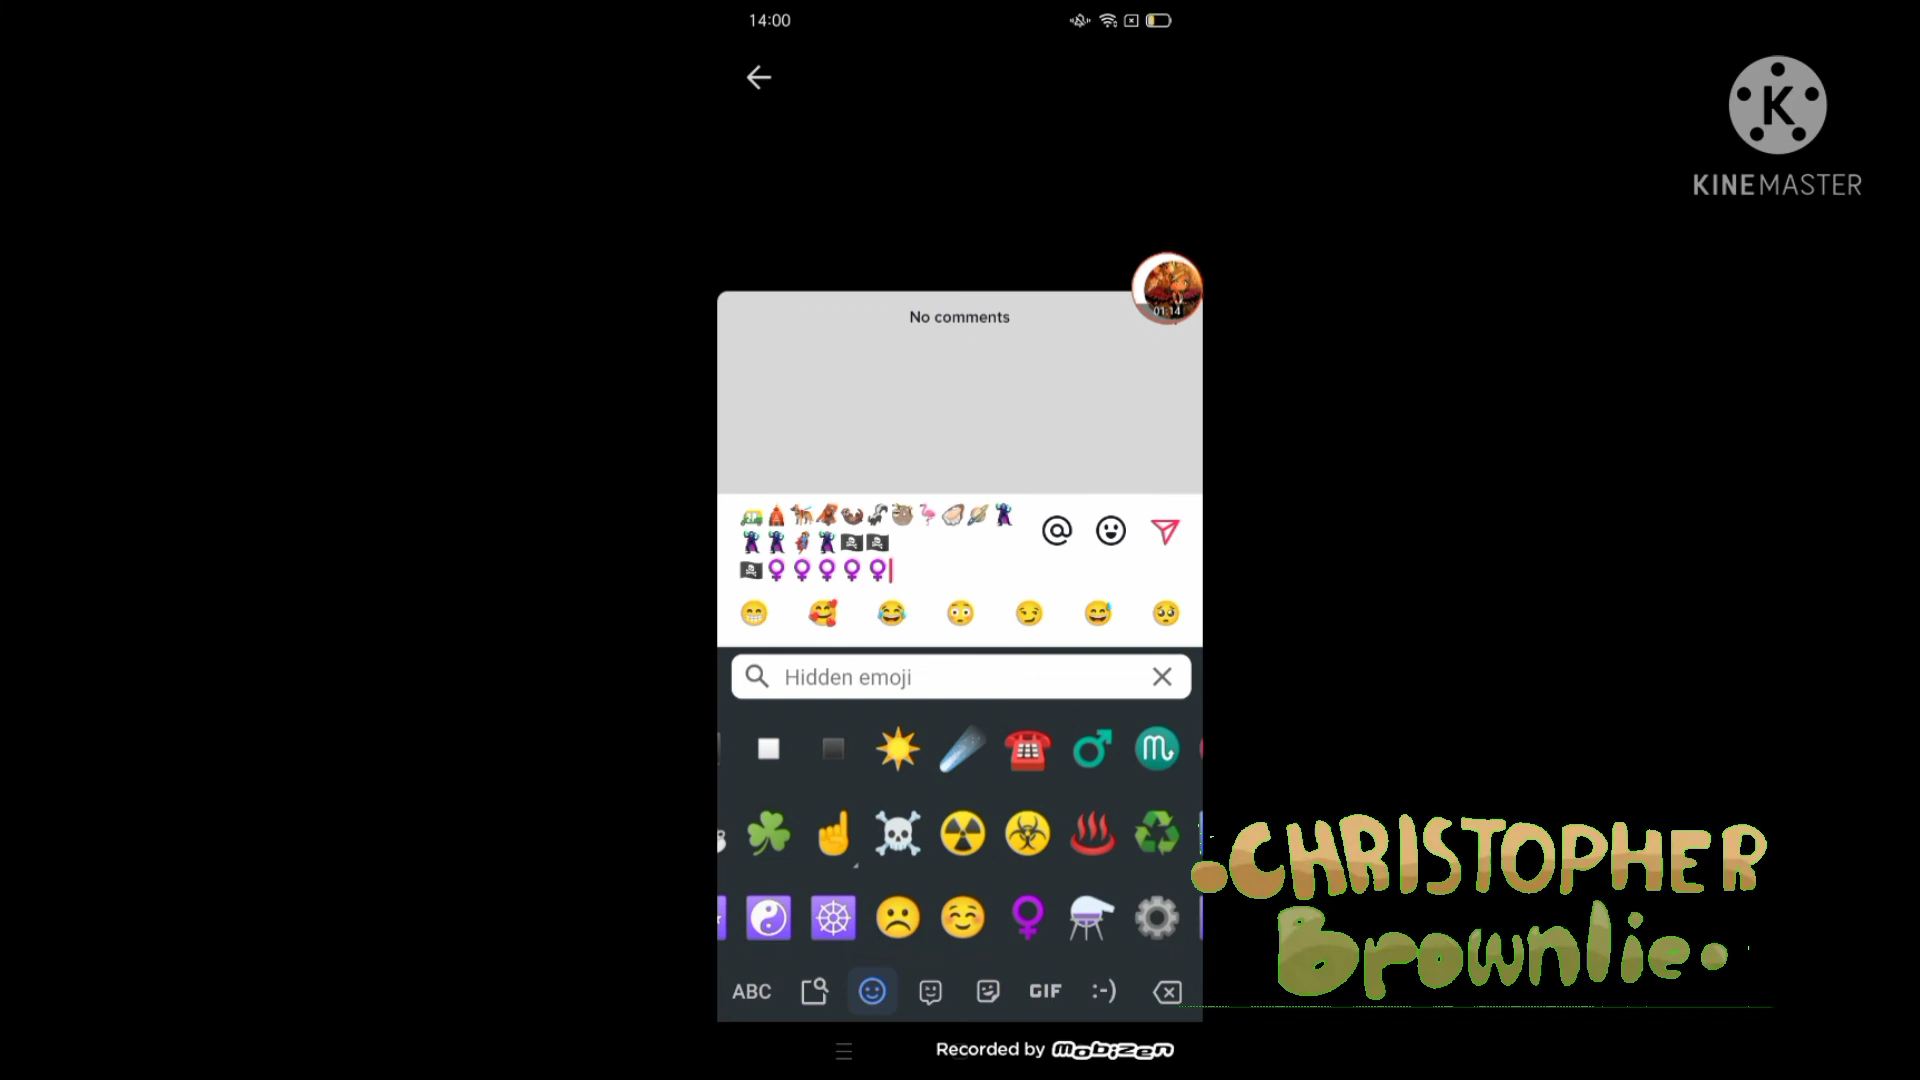 14:00
KINEMASTER
01:14
No comments
Hidden emoji
ABC
GIF
:-)
.CHRISTOPHER
Brownlie.
Recorded by mobizen